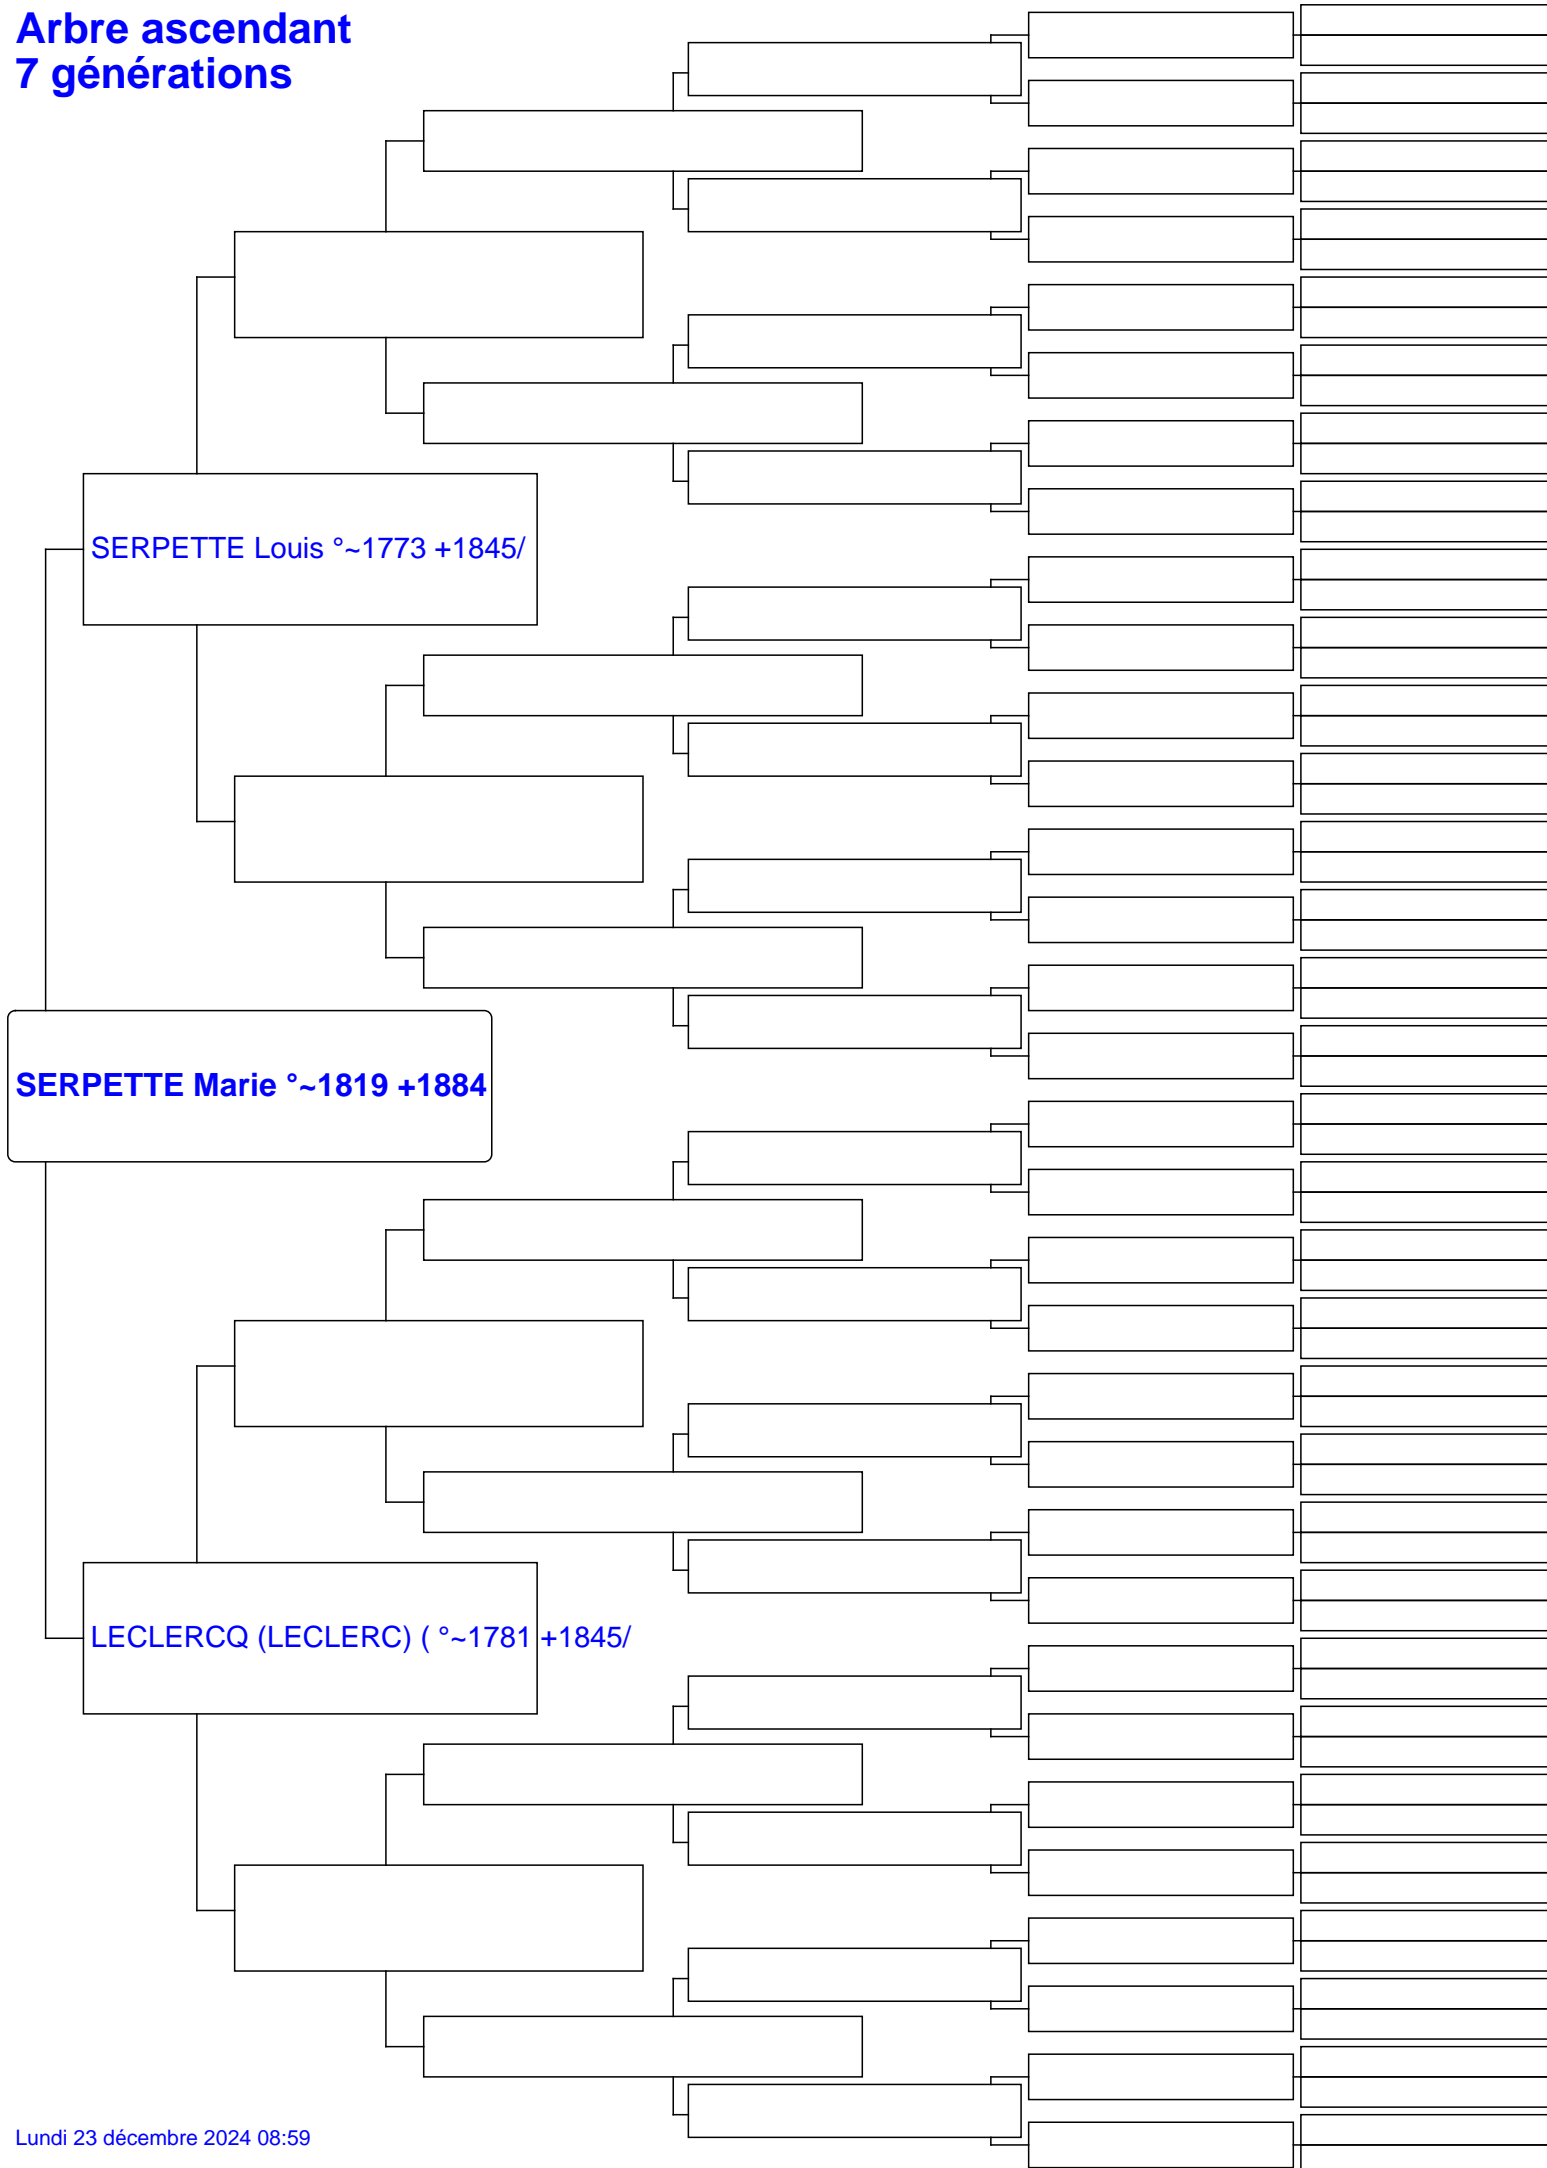 Arbre ascendant
7 générations
SERPETTE Louis °~1773 +1845/
SERPETTE Marie °~1819 +1884
LECLERCQ (LECLERC) ( °~1781 +1845/
Lundi 23 décembre 2024 08:59